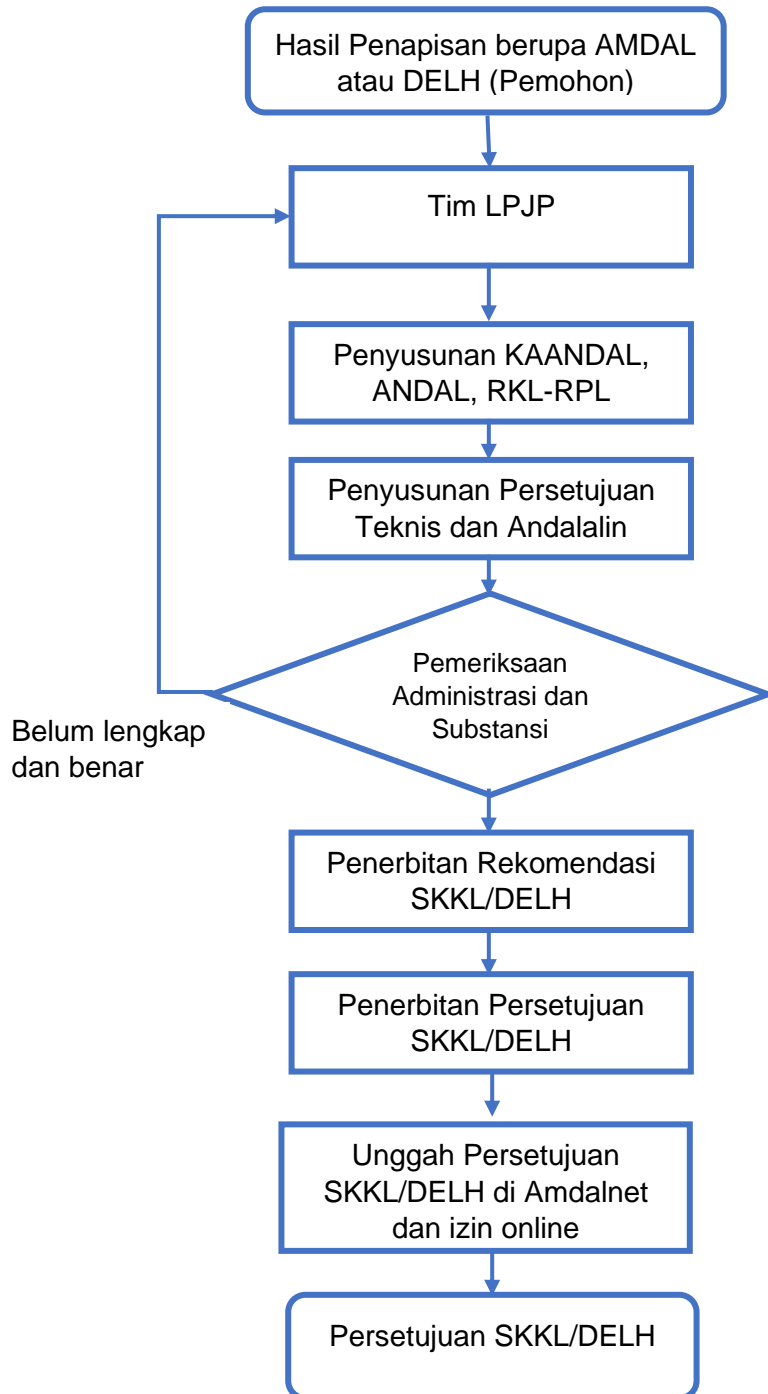 Hasil Penapisan berupa AMDAL
atau DELH (Pemohon)
Tim LPJP
Penyusunan KAANDAL,
ANDAL, RKL-RPL
Penyusunan Persetujuan
Teknis dan Andalalin
Pemeriksaan
Administrasi dan
Substansi
Belum lengkap
dan benar
Penerbitan Rekomendasi
SKKL/DELH
Penerbitan Persetujuan
SKKL/DELH
Unggah Persetujuan
SKKL/DELH di Amdalnet
dan izin online
Persetujuan SKKL/DELH